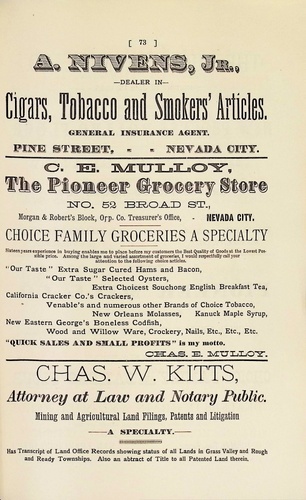 [ 73 ]
A. NIVENS, JR.,
—DEALER IN—
Cigars, Tobacco and Smokers' Articles.
GENERAL INSURANCE AGENT.
PINE STREET, - - NEVADA CITY.
C. E. MULLOY,
The Pioneer Grocery Store
NO. 52 BROAD ST.,
Morgan & Robert's Block, Opp. Co. Treasurer's Office, - NEVADA CITY.
CHOICE FAMILY GROCERIES A SPECIALTY
Sixteen years experience in buying enables me to place before my customers the Best Quality of Goods at the Lowest Pos-
sible price. Among the large and varied assortment of groceries, I would respectfully call your
attention to the following choice articles.
"Our Taste" Extra Sugar Cured Hams and Bacon,
"Our Taste" Selected Oysters,
Extra Choicest Souchong English Breakfast Tea,
California Cracker Co.'s Crackers,
Venable's and numerous other Brands of Choice Tobacco,
New Orleans Molasses, Kanuck Maple Syrup,
New Eastern George's Boneless Codfish,
Wood and Willow Ware, Crockery, Nails, Etc., Etc., Etc.
"QUICK SALES AND SMALL PROFITS" is my motto.
CHAS. E. MULLOY.
CHAS. W. KITTS,
Attorney at Law and Notary Public.
Mining and Agricultural Land Filings, Patents and Litigation
—A SPECIALTY.—
Has Transcript of Land Office Records showing status of all Lands in Grass Valley and Rough
and Ready Townships. Also an abtract of Title to all Patented Land therein.